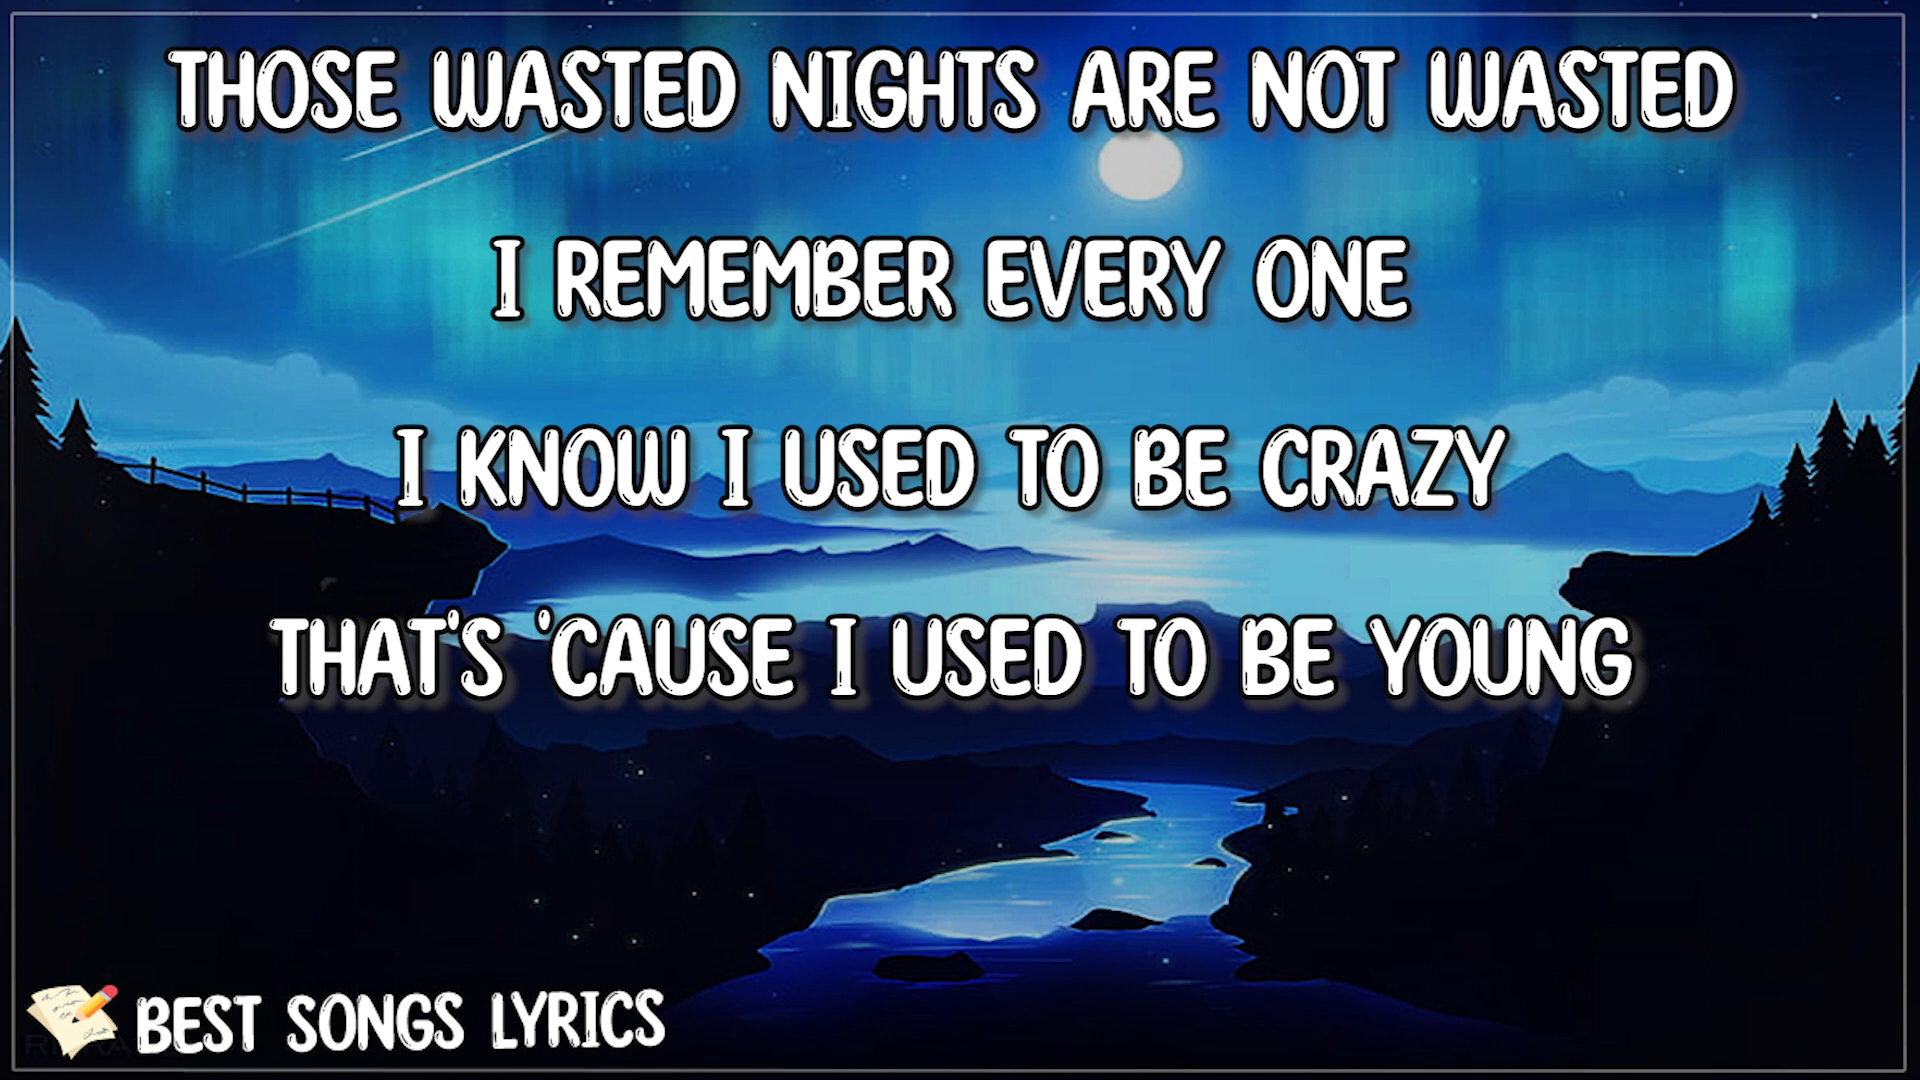 THOSE WASTED NIGHTS ARE NOT WASTED
I REMEMBER EVERY ONE
I KNOW I USED TO BE CRAZY
THAT'S 'CAUSE I USED TO BE YOUNG
BEST SONGS LYRICS